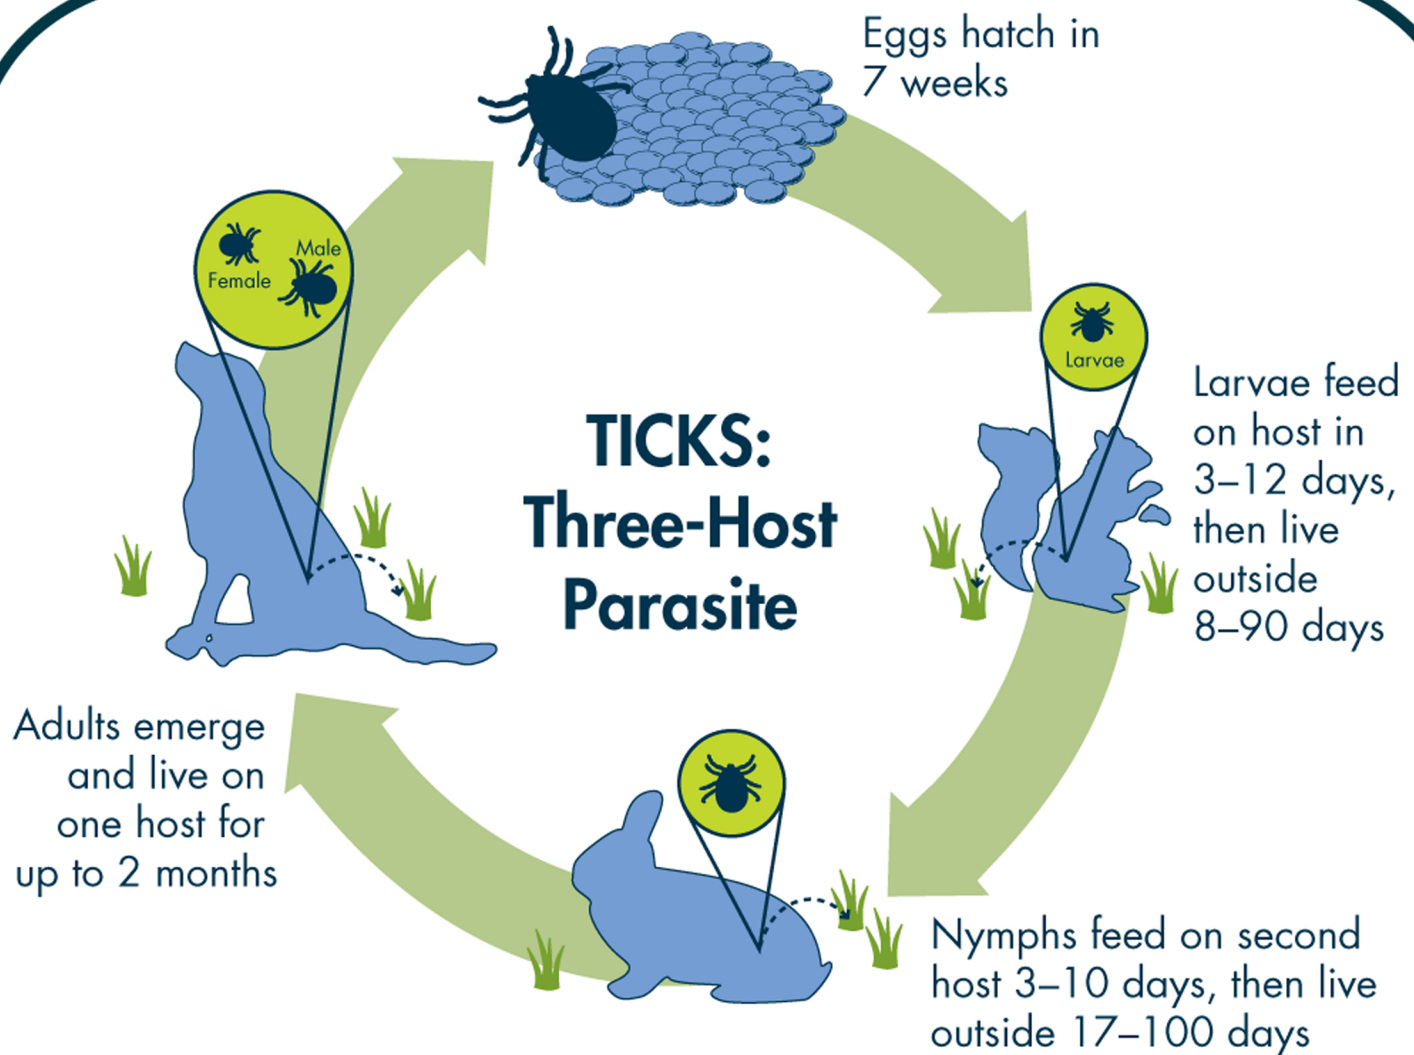 Eggs hatch in
7 weeks
Female
Male
Larvae
Larvae feed
on host in
3–12 days,
then live
outside
8–90 days
TICKS:
Three-Host
Parasite
Adults emerge
and live on
one host for
up to 2 months
Nymphs feed on second
host 3–10 days, then live
outside 17–100 days